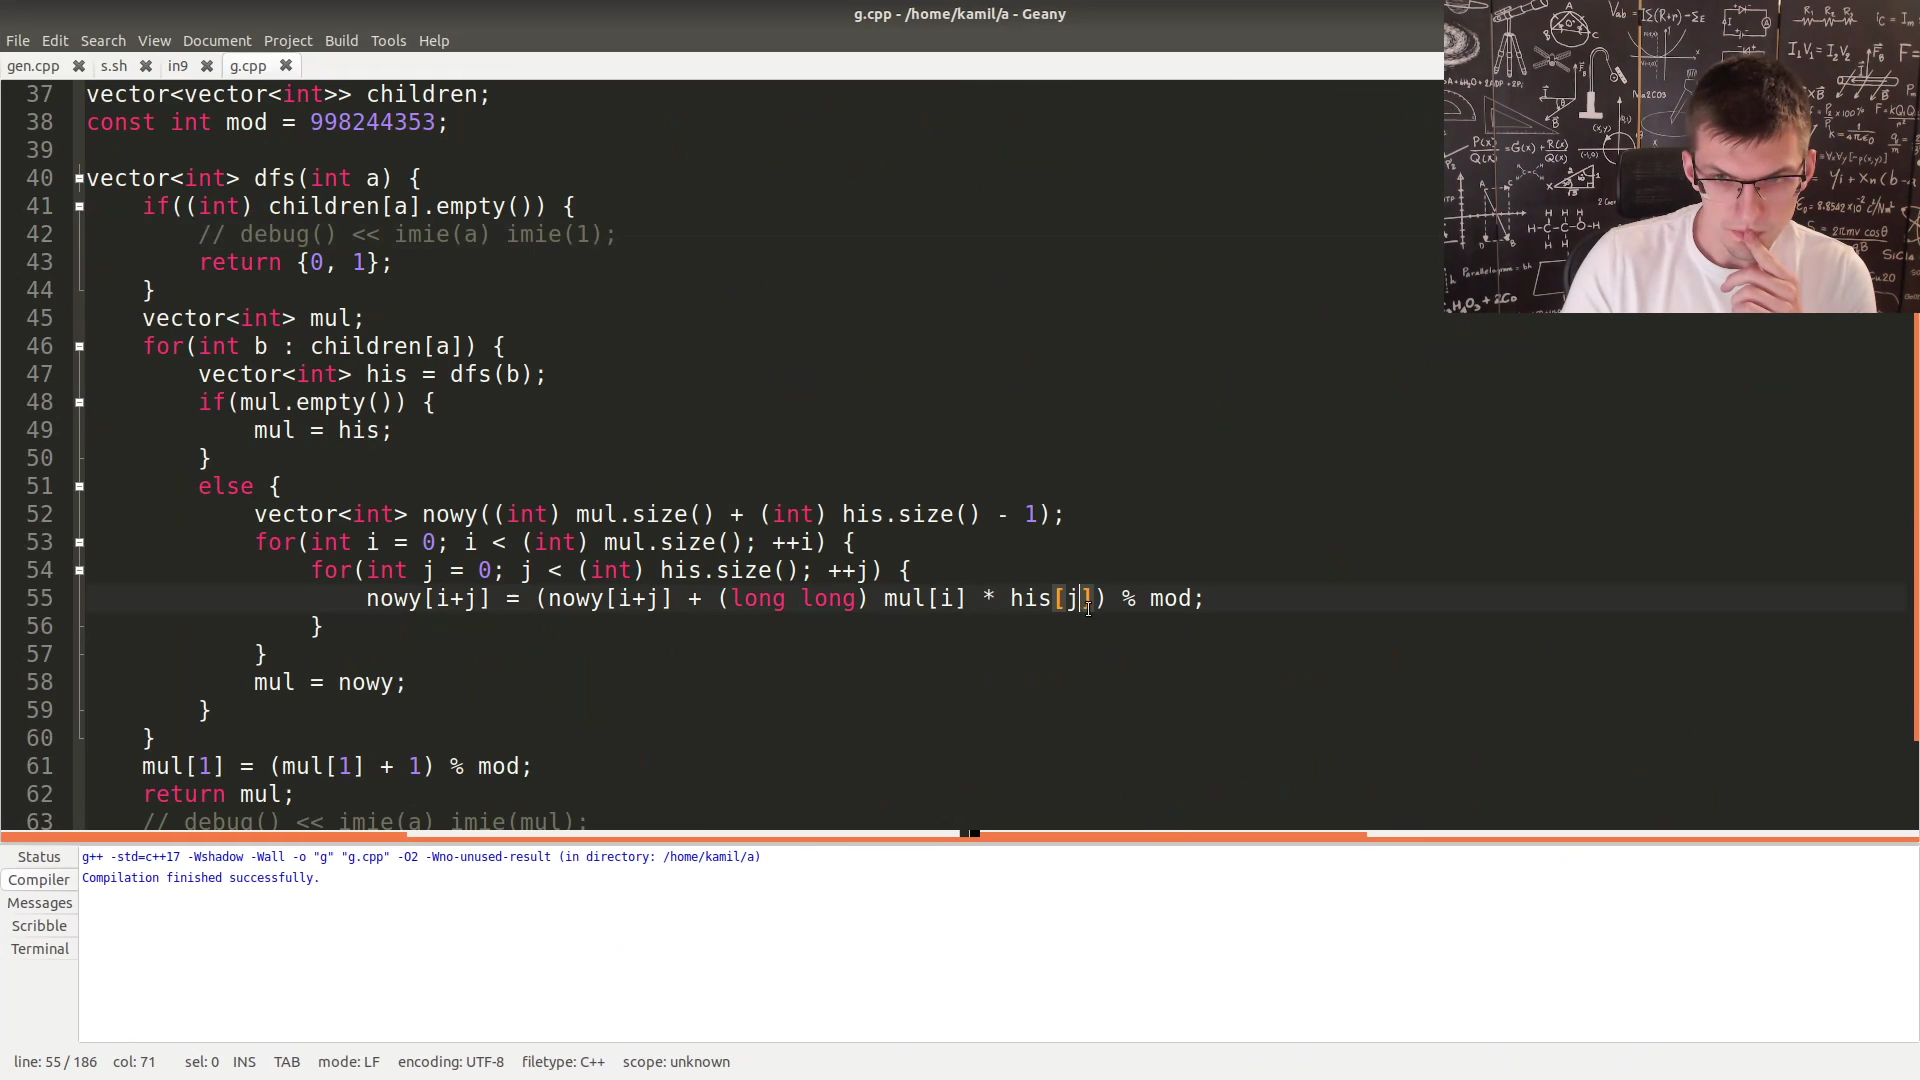 g.cpp - /home/kamil/a - Geany
File Edit Search View Document Project Build Tools Help
gen.cpp s.sh in9 g.cpp
37 vector<vector<int>> children;
38 const int mod = 998244353;
39
40 vector<int> dfs(int a) {
41 if((int) children[a].empty()) {
42 // debug() << imie(a) imie(1);
43 return {0, 1};
44 }
45 vector<int> mul;
46 for(int b : children[a]) {
47 vector<int> his = dfs(b);
48 if(mul.empty()) {
49 mul = his;
50 }
51 else {
52 vector<int> nowy((int) mul.size() + (int) his.size() - 1);
53 for(int i = 0; i < (int) mul.size(); ++i) {
54 for(int j = 0; j < (int) his.size(); ++j) {
55 nowy[i+j] = (nowy[i+j] + (long long) mul[i] * his[j]) % mod;
56 }
57 }
58 mul = nowy;
59 }
60 }
61 mul[1] = (mul[1] + 1) % mod;
62 return mul;
63 // debug() << imie(a) imie(mul);
Status
Compiler
Messages
Scribble
Terminal
g++ -std=c++17 -Wshadow -Wall -o "g" "g.cpp" -O2 -Wno-unused-result (in directory: /home/kamil/a)
Compilation finished successfully.
line: 55 / 186 col: 71 sel: 0 INS TAB mode: LF encoding: UTF-8 filetype: C++ scope: unknown